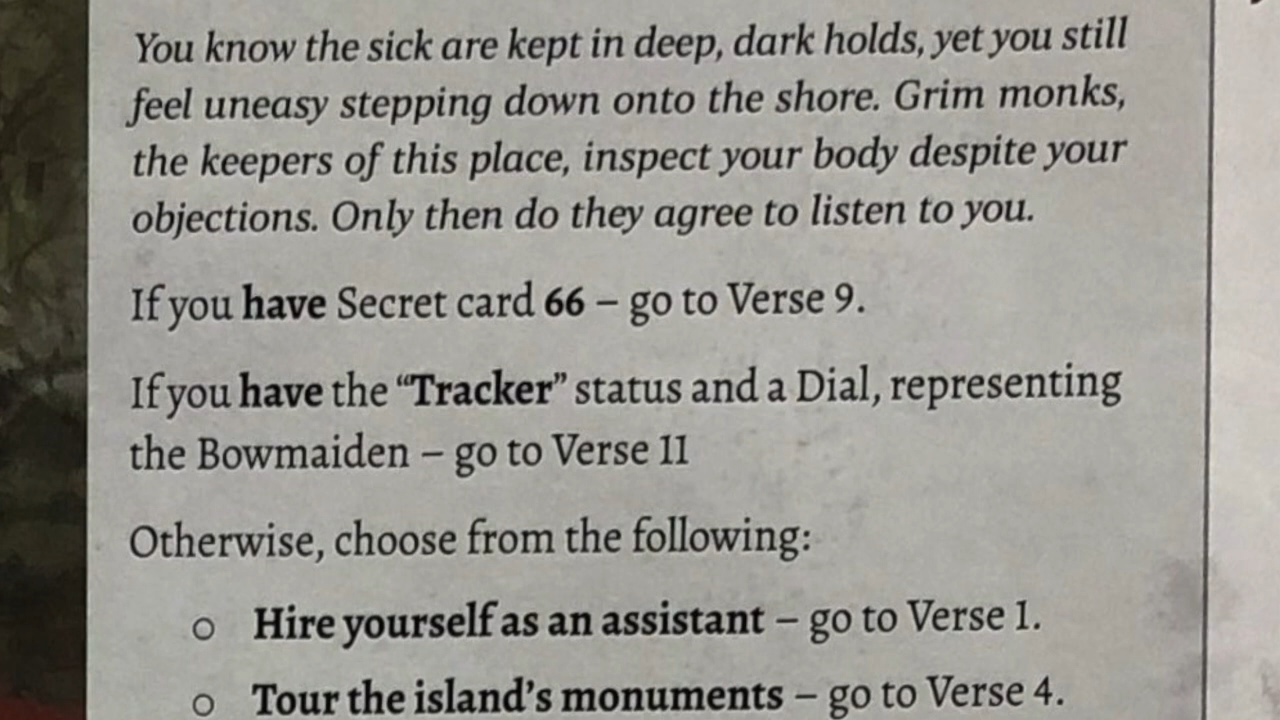 You know the sick are kept in deep, dark holds, yet you still
feel uneasy stepping down onto the shore. Grim monks,
the keepers of this place, inspect your body despite your
objections. Only then do they agree to listen to you.
If you have Secret card 66 – go to Verse 9.
If you have the “Tracker” status and a Dial, representing
the Bowmaiden – go to Verse 11
Otherwise, choose from the following:
○ Hire yourself as an assistant – go to Verse 1.
○ Tour the island’s monuments – go to Verse 4.